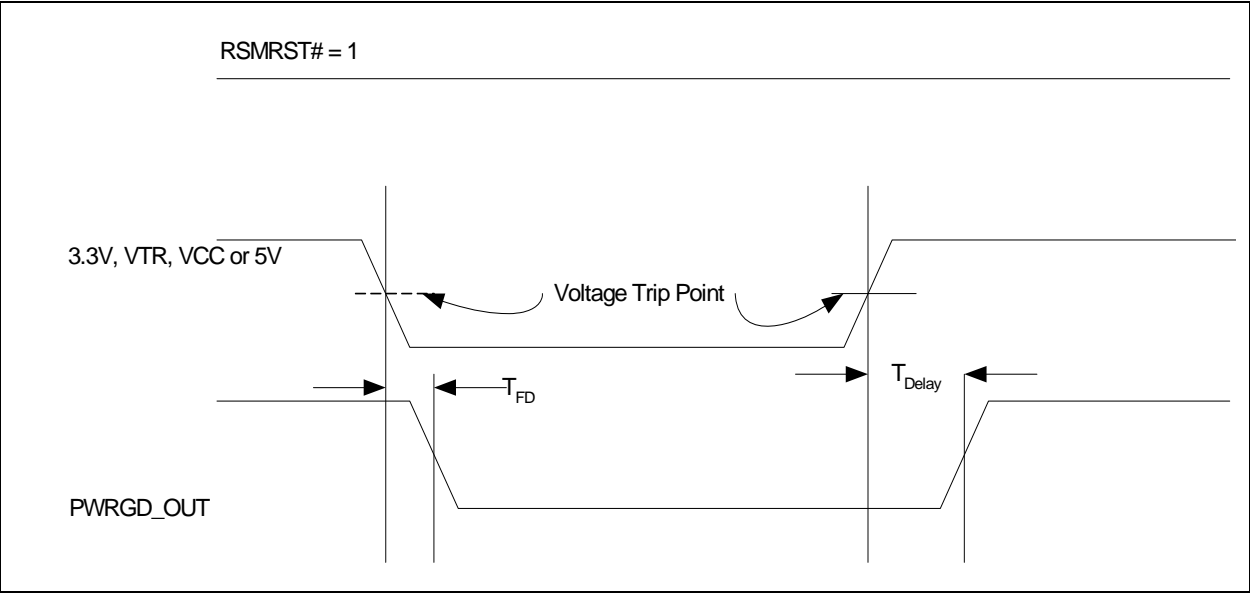 RSMRST# = 1
3.3V, VTR, VCC or 5V
Voltage Trip Point
TFD
TDelay
PWRGD_OUT